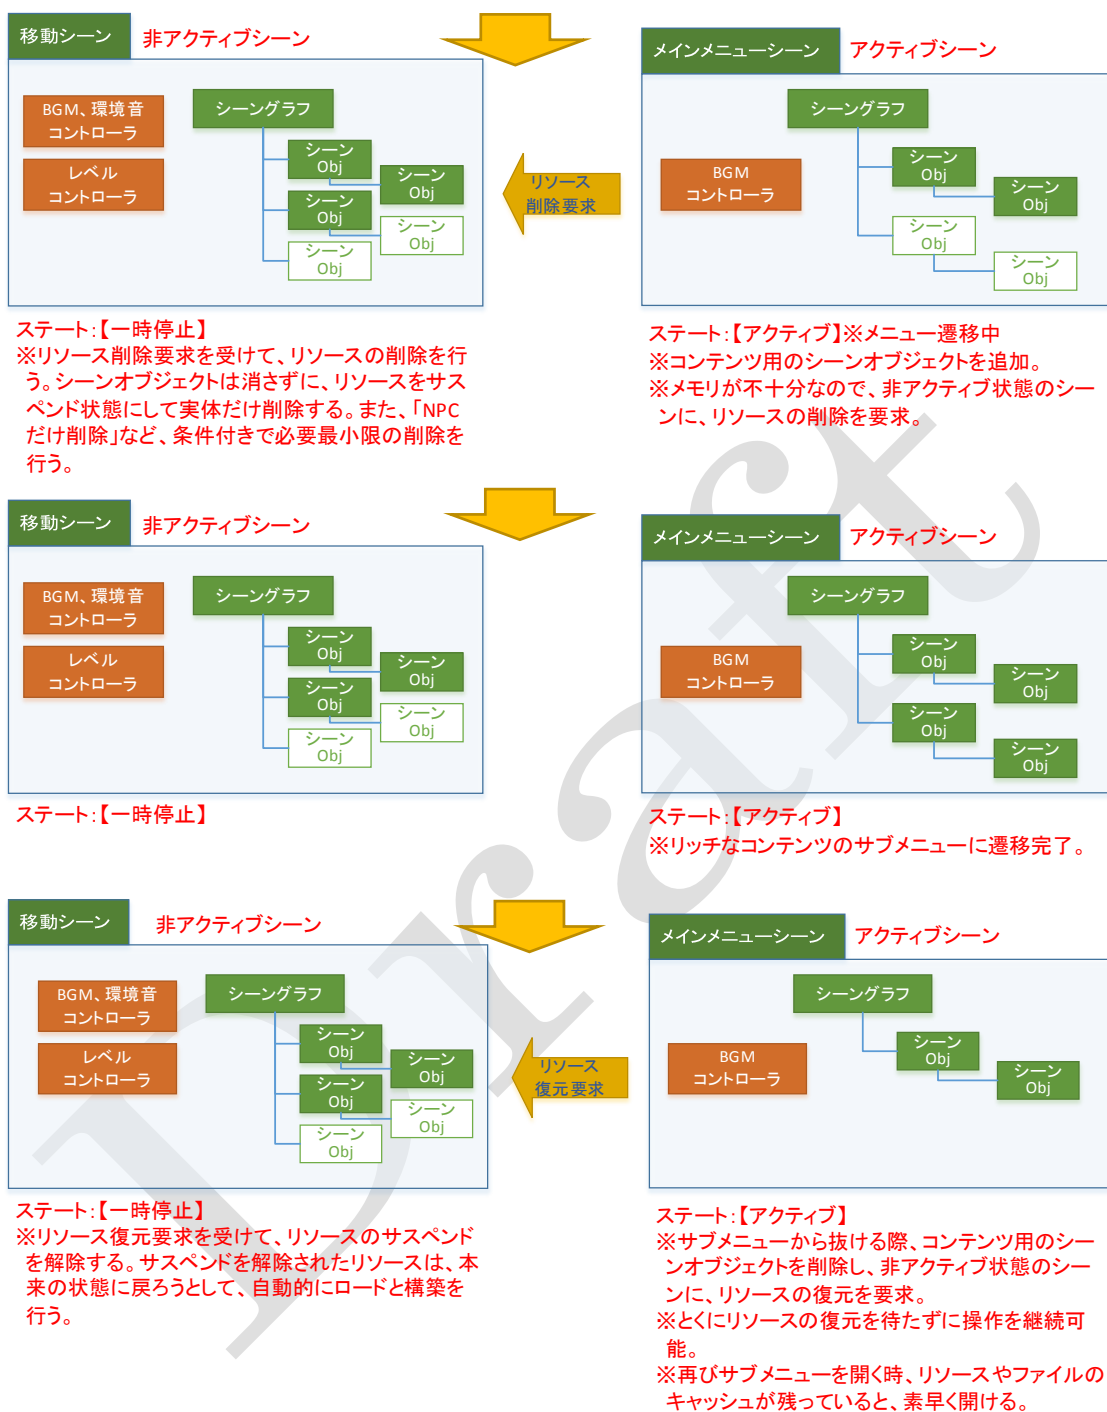 移動シーン
非アクティブシーン
BGM、環境音
コントローラ
レベル
コントローラ
シーングラフ
シーン
Obj
シーン
Obj
シーン
Obj
シーン
Obj
シーン
Obj
リソース
削除要求
メインメニューシーン
アクティブシーン
BGM
コントローラ
シーングラフ
シーン
Obj
シーン
Obj
シーン
Obj
シーン
Obj
ステート：【一時停止】
※リソース削除要求を受けて、リソースの削除を行
う。シーンオブジェクトは消さずに、リソースをサス
ペンド状態にして実体だけ削除する。また、「NPC
だけ削除」など、条件付きで必要最小限の削除を
行う。
ステート：【アクティブ】※メニュー遷移中
※コンテンツ用のシーンオブジェクトを追加。
※メモリが不十分なので、非アクティブ状態のシー
ンに、リソースの削除を要求。
移動シーン
非アクティブシーン
BGM、環境音
コントローラ
レベル
コントローラ
シーングラフ
シーン
Obj
シーン
Obj
シーン
Obj
シーン
Obj
シーン
Obj
メインメニューシーン
アクティブシーン
BGM
コントローラ
シーングラフ
シーン
Obj
シーン
Obj
シーン
Obj
シーン
Obj
ステート：【一時停止】
ステート：【アクティブ】
※リッチなコンテンツのサブメニューに遷移完了。
移動シーン
非アクティブシーン
BGM、環境音
コントローラ
レベル
コントローラ
シーングラフ
シーン
Obj
シーン
Obj
シーン
Obj
シーン
Obj
シーン
Obj
リソース
復元要求
メインメニューシーン
アクティブシーン
BGM
コントローラ
シーングラフ
シーン
Obj
シーン
Obj
ステート：【一時停止】
※リソース復元要求を受けて、リソースのサスペンド
を解除する。サスペンドを解除されたリソースは、本
来の状態に戻ろうとして、自動的にロードと構築を
行う。
ステート：【アクティブ】
※サブメニューから抜ける際、コンテンツ用のシー
ンオブジェクトを削除し、非アクティブ状態のシー
ンに、リソースの復元を要求。
※とくにリソースの復元を待たずに操作を継続可
能。
※再びサブメニューを開く時、リソースやファイルの
キャッシュが残っていると、素早く開ける。
Draft